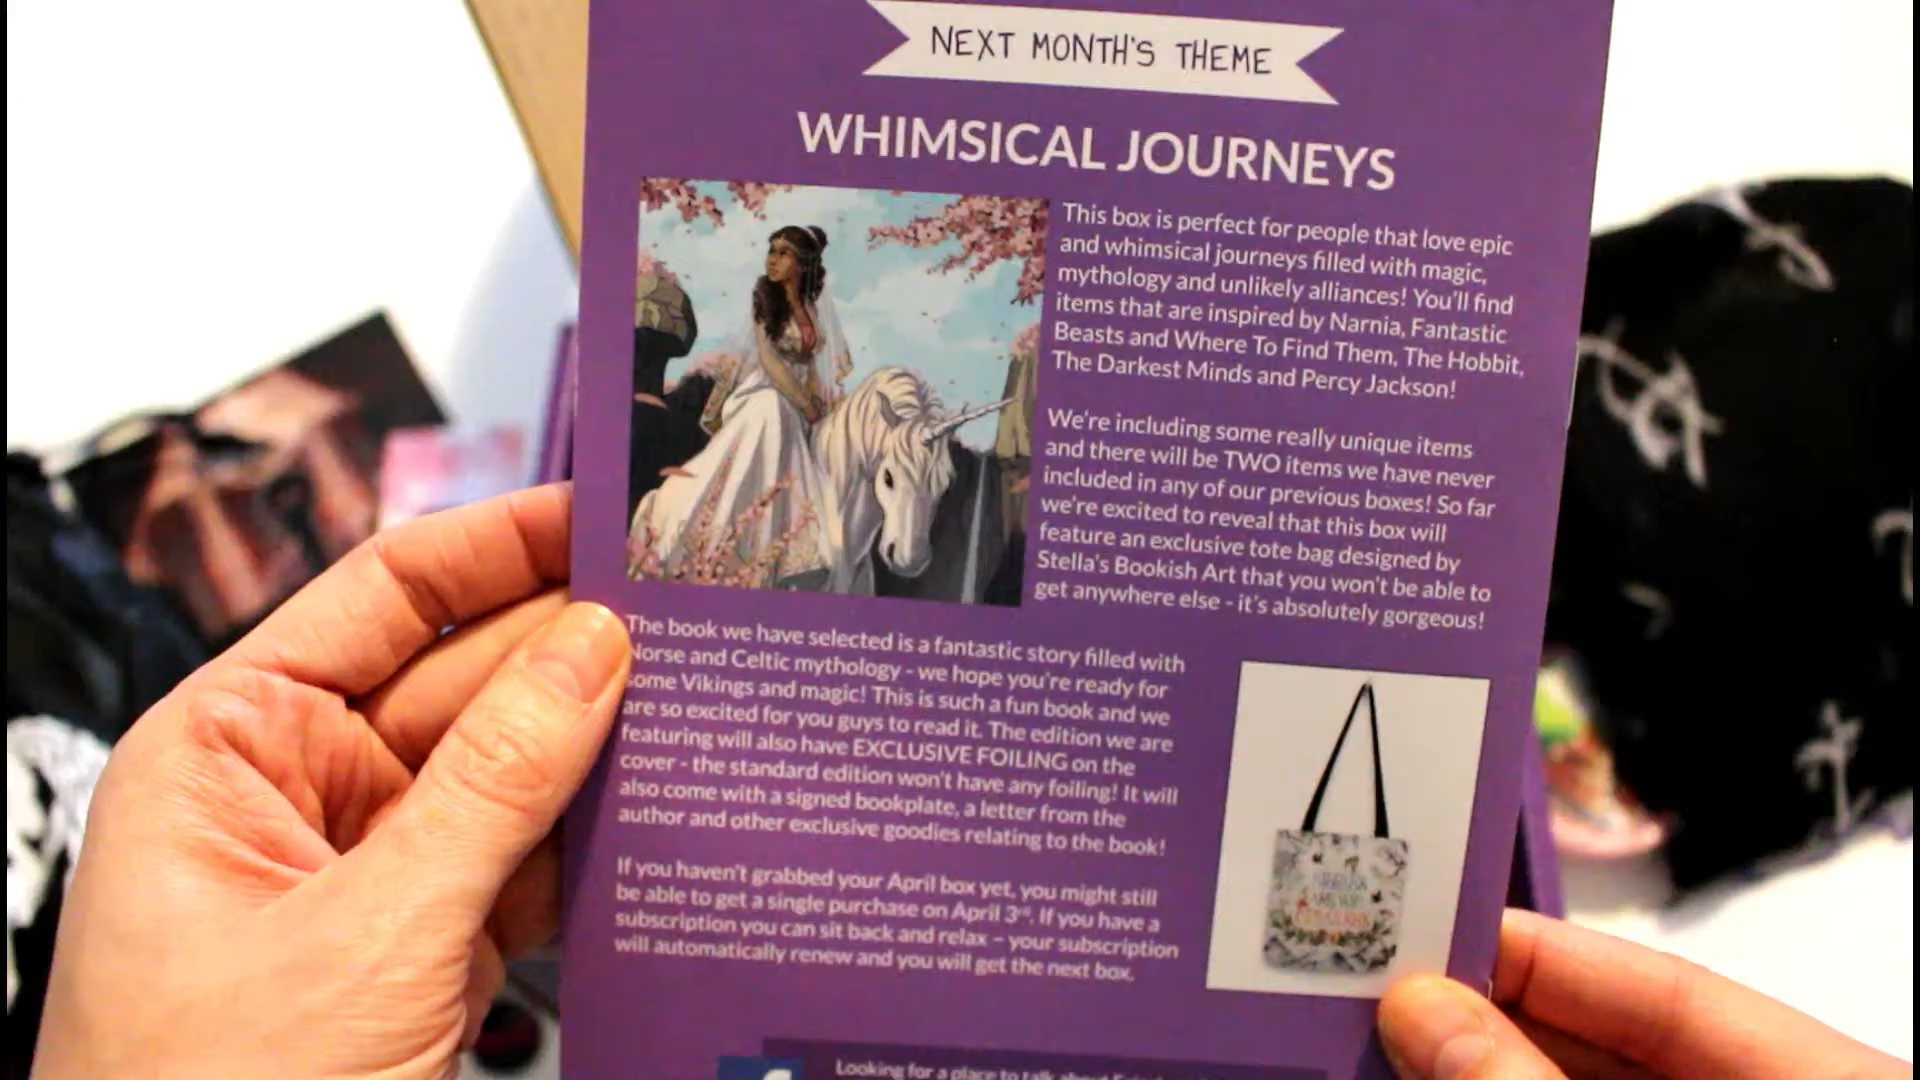 NEXT MONTH'S THEME
WHIMSICAL JOURNEYS
This box is perfect for people that love epic
and whimsical journeys filled with magic,
mythology and unlikely alliances! You'll find
items that are inspired by Narnia, Fantastic
Beasts and Where To Find Them, The Hobbit,
The Darkest Minds and Percy Jackson!
We're including some really unique items
and there will be TWO items we have never
included in any of our previous boxes! So far
we're excited to reveal that this box will
feature an exclusive tote bag designed by
Stella's Bookish Art that you won't be able to
get anywhere else - it's absolutely gorgeous!
The book we have selected is a fantastic story filled with
Norse and Celtic mythology - we hope you're ready for
some Vikings and magic! This is such a fun book and we
are so excited for you guys to read it. The edition we are
featuring will also have EXCLUSIVE FOILING on the
cover - the standard edition won't have any foiling! It will
also come with a signed bookplate, a letter from the
author and other exclusive goodies relating to the book!
If you haven't grabbed your April box yet, you might still
be able to get a single purchase on April 3rd. If you have a
subscription you can sit back and relax – your subscription
will automatically renew and you will get the next box.
Looking for a place to talk about